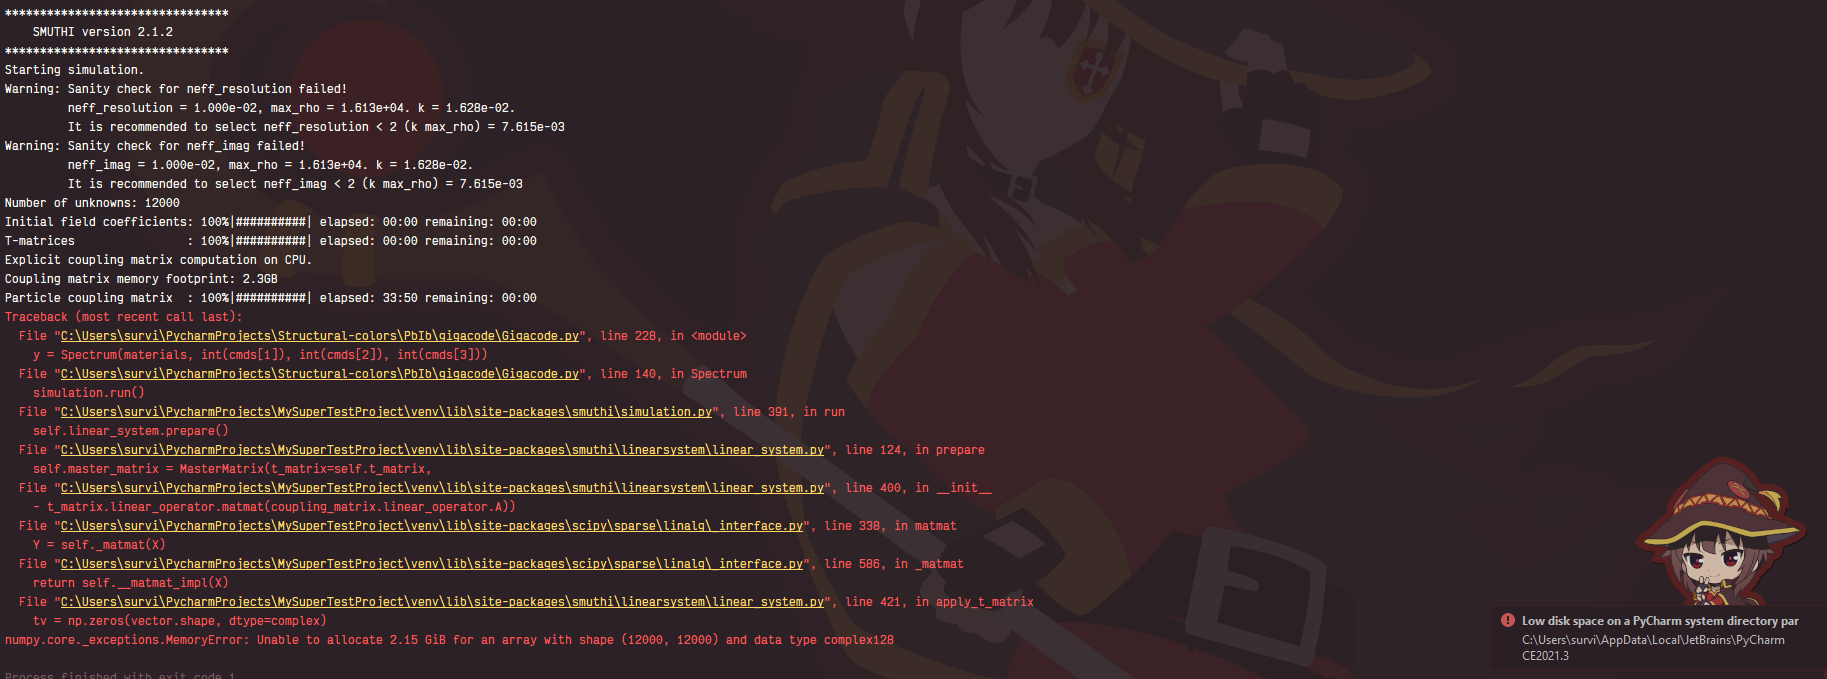 ********************************
SMUTHI version 2.1.2
********************************
Starting simulation.
Warning: Sanity check for neff_resolution failed!
neff_resolution = 1.000e-02, max_rho = 1.613e+04. k = 1.628e-02.
It is recommended to select neff_resolution < 2 (k max_rho) = 7.615e-03
Warning: Sanity check for neff_imag failed!
neff_imag = 1.000e-02, max_rho = 1.613e+04. k = 1.628e-02.
It is recommended to select neff_imag < 2 (k max_rho) = 7.615e-03
Number of unknowns: 12000
Initial field coefficients: 100%|##########| elapsed: 00:00 remaining: 00:00
T-matrices                : 100%|##########| elapsed: 00:00 remaining: 00:00
Explicit coupling matrix computation on CPU.
Coupling matrix memory footprint: 2.3GB
Particle coupling matrix  : 100%|##########| elapsed: 33:50 remaining: 00:00
Traceback (most recent call last):
File "C:\Users\survi\PycharmProjects\Structural-colors\PbIb\gigacode\Gigacode.py", line 228, in <module>
y = Spectrum(materials, int(cmds[1]), int(cmds[2]), int(cmds[3]))
File "C:\Users\survi\PycharmProjects\Structural-colors\PbIb\gigacode\Gigacode.py", line 140, in Spectrum
simulation.run()
File "C:\Users\survi\PycharmProjects\MySuperTestProject\venv\lib\site-packages\smuthi\simulation.py", line 391, in run
self.linear_system.prepare()
File "C:\Users\survi\PycharmProjects\MySuperTestProject\venv\lib\site-packages\smuthi\linearsystem\linear_system.py", line 124, in prepare
self.master_matrix = MasterMatrix(t_matrix=self.t_matrix,
File "C:\Users\survi\PycharmProjects\MySuperTestProject\venv\lib\site-packages\smuthi\linearsystem\linear_system.py", line 400, in __init__
- t_matrix.linear_operator.matmat(coupling_matrix.linear_operator.A))
File "C:\Users\survi\PycharmProjects\MySuperTestProject\venv\lib\site-packages\scipy\sparse\linalg\_interface.py", line 338, in matmat
Y = self._matmat(X)
File "C:\Users\survi\PycharmProjects\MySuperTestProject\venv\lib\site-packages\scipy\sparse\linalg\_interface.py", line 586, in _matmat
return self.__matmat_impl(X)
File "C:\Users\survi\PycharmProjects\MySuperTestProject\venv\lib\site-packages\smuthi\linearsystem\linear_system.py", line 421, in apply_t_matrix
tv = np.zeros(vector.shape, dtype=complex)
numpy.core._exceptions.MemoryError: Unable to allocate 2.15 GiB for an array with shape (12000, 12000) and data type complex128
Process finished with exit code 1
Low disk space on a PyCharm system directory par
C:\Users\survi\AppData\Local\JetBrains\PyCharm
CE2021.3